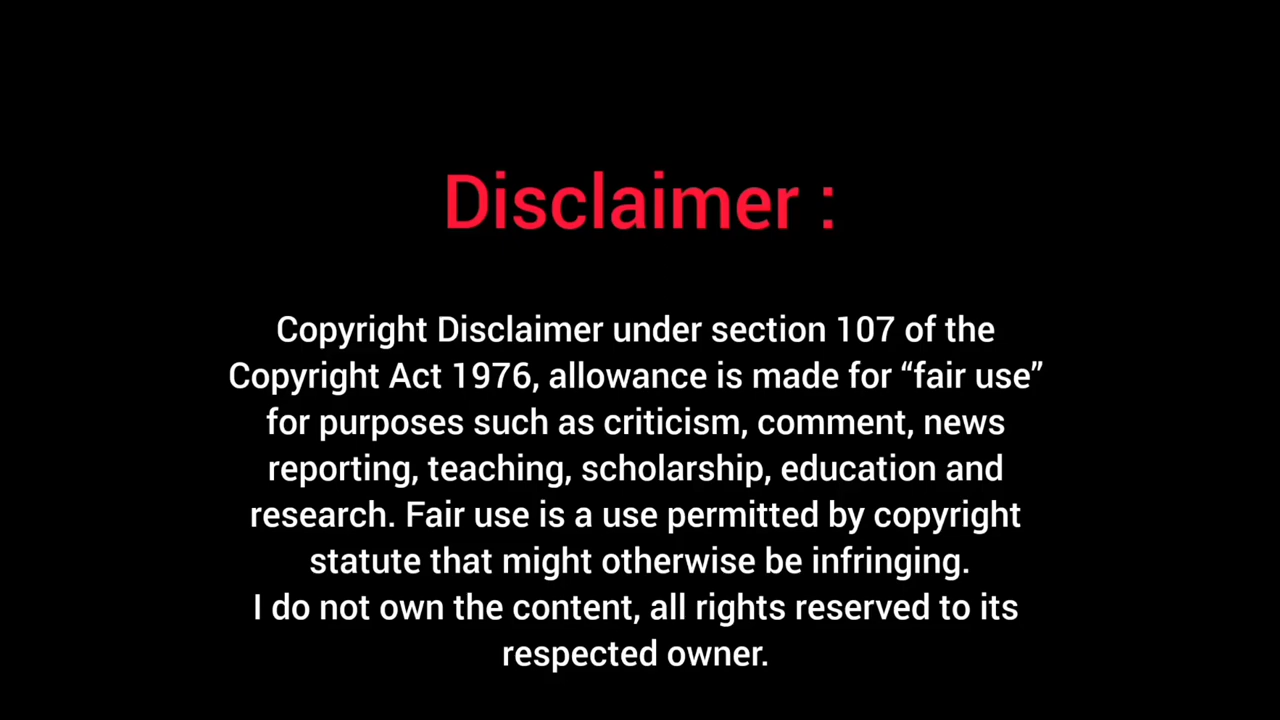 Disclaimer :
Copyright Disclaimer under section 107 of the
Copyright Act 1976, allowance is made for “fair use”
for purposes such as criticism, comment, news
reporting, teaching, scholarship, education and
research. Fair use is a use permitted by copyright
statute that might otherwise be infringing.
I do not own the content, all rights reserved to its
respected owner.